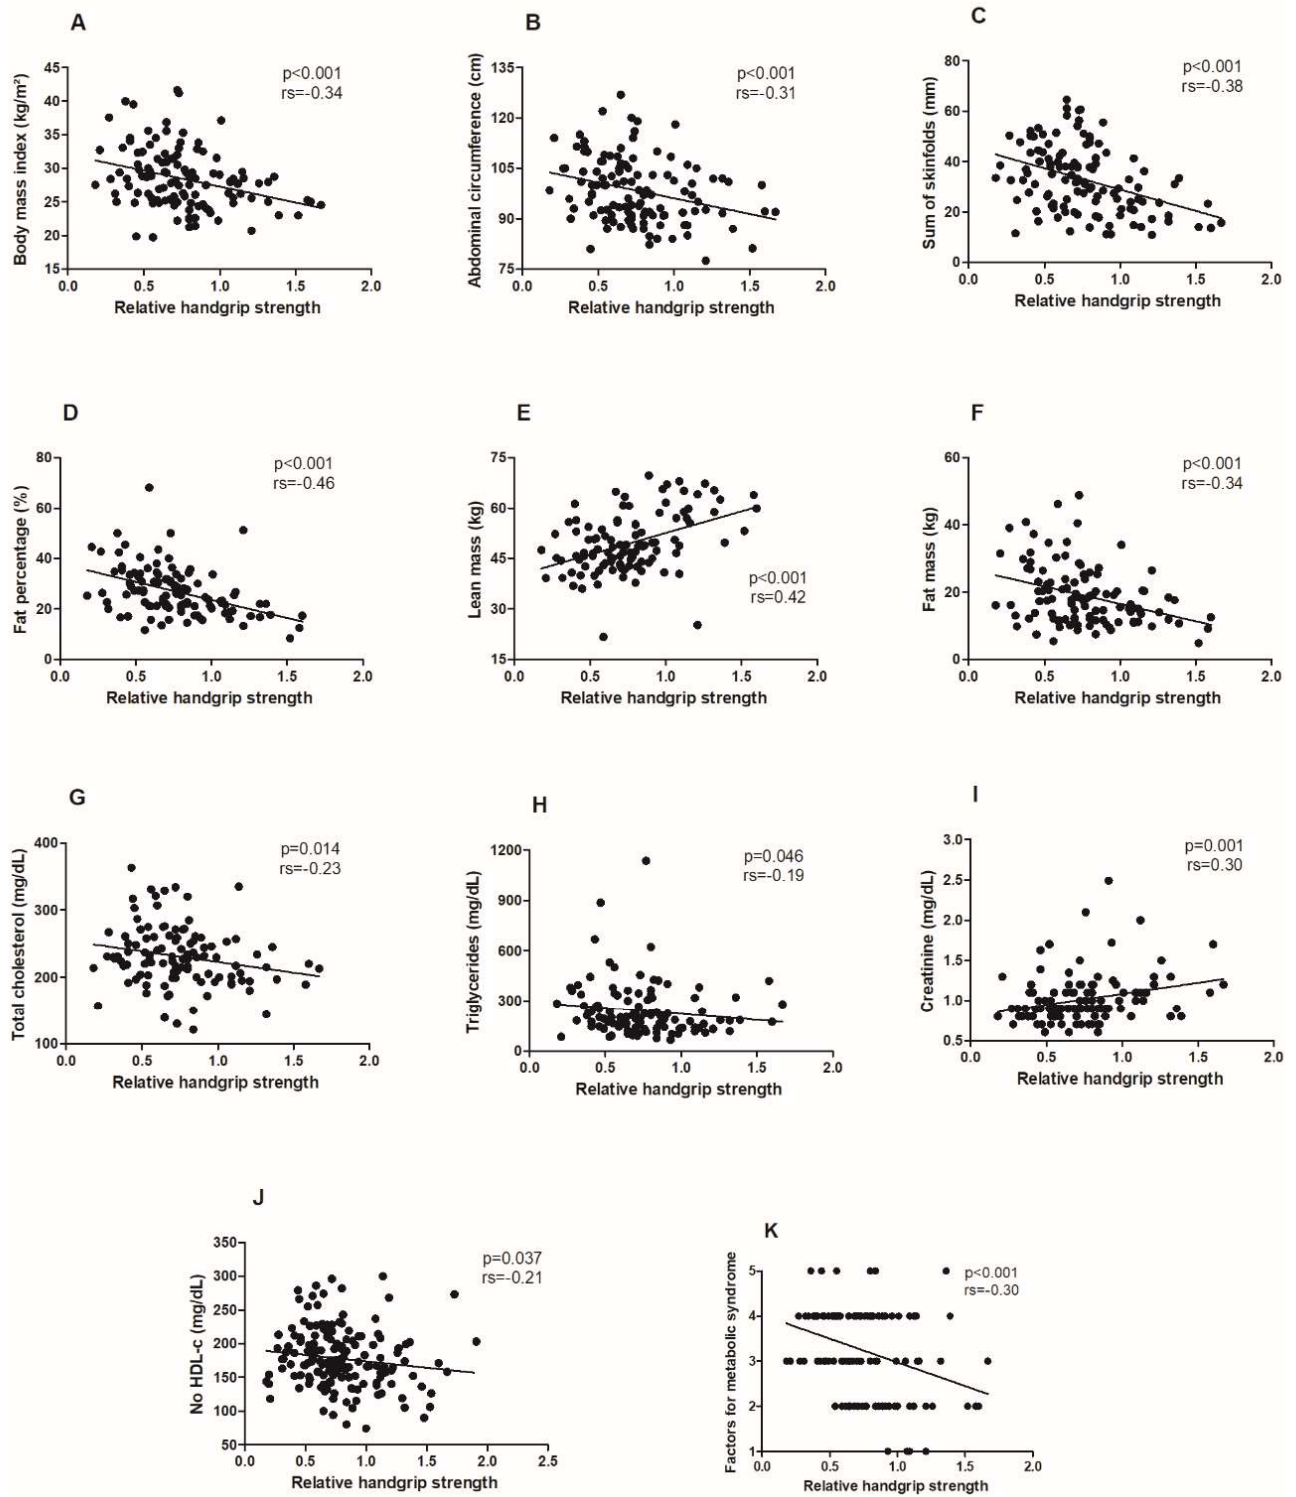 A
Body mass index (kg/m²)
45
40
35
30
25
20
15
p<0.001
rs=-0.34
0.0 0.5 1.0 1.5 2.0
Relative handgrip strength
B
Abdominal circumference (cm)
135
120
105
90
75
p<0.001
rs=-0.31
0.0 0.5 1.0 1.5 2.0
Relative handgrip strength
C
Sum of skinfolds (mm)
80
60
40
20
0
p<0.001
rs=-0.38
0.0 0.5 1.0 1.5 2.0
Relative handgrip strength
D
Fat percentage (%)
80
60
40
20
0
p<0.001
rs=-0.46
0.0 0.5 1.0 1.5 2.0
Relative handgrip strength
E
Lean mass (kg)
75
60
45
30
15
p<0.001
rs=0.42
0.0 0.5 1.0 1.5 2.0
Relative handgrip strength
F
Fat mass (kg)
60
40
20
0
p<0.001
rs=-0.34
0.0 0.5 1.0 1.5 2.0
Relative handgrip strength
G
Total cholesterol (mg/dL)
400
300
200
100
p=0.014
rs=-0.23
0.0 0.5 1.0 1.5 2.0
Relative handgrip strength
H
Triglycerides (mg/dL)
1200
900
600
300
0
p=0.046
rs=-0.19
0.0 0.5 1.0 1.5 2.0
Relative handgrip strength
I
Creatinine (mg/dL)
3.0
2.5
2.0
1.5
1.0
0.5
p=0.001
rs=0.30
0.0 0.5 1.0 1.5 2.0
Relative handgrip strength
J
No HDL-c (mg/dL)
350
300
250
200
150
100
50
p=0.037
rs=-0.21
0.0 0.5 1.0 1.5 2.0 2.5
Relative handgrip strength
K
Factors for metabolic syndrome
5
4
3
2
1
p<0.001
rs=-0.30
0.0 0.5 1.0 1.5 2.0
Relative handgrip strength